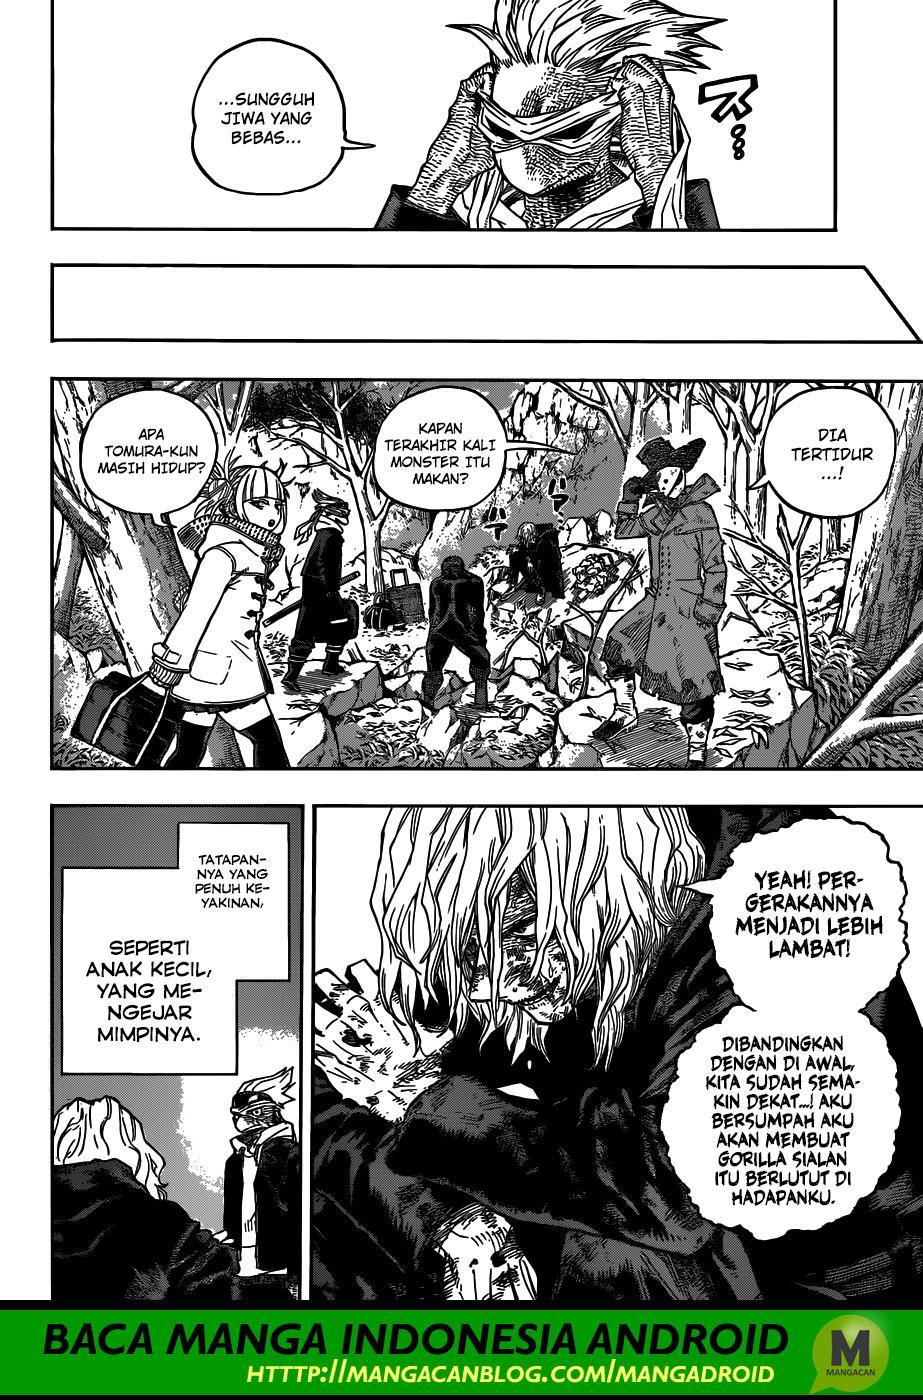 ...SUNGGUH
JIWA YANG
BEBAS...
ス"
DIA
TERTIDUR
...!
KAPAN
TERAKHIR KALI
MONSTER ITU
MAKAN?
APA
TOMURA-KUN
MASIH HIDUP?
YEAH! PER-
GERAKANNYA
MENJADI LEBIH
LAMBAT!
DIBANDINGKAN
DENGAN DI AWAL,
KITA SUDAH SEMA-
KIN DEKAT...! AKU
BERSUMPAH AKU
AKAN MEMBUAT
GORILLA SIALAN
ITU BERLUTUT DI
HADAPANKU.
TATAPAN-
NYA YANG
PENUH KE-
YAKINAN,
SEPERTI
ANAK KECIL,
YANG ME-
NGEJAR
MIMPINYA.
BACA MANGA INDONESIA ANDROID
HTTTP://MANGACANBLOG.COM/MANGADROID
M
MANGACAN